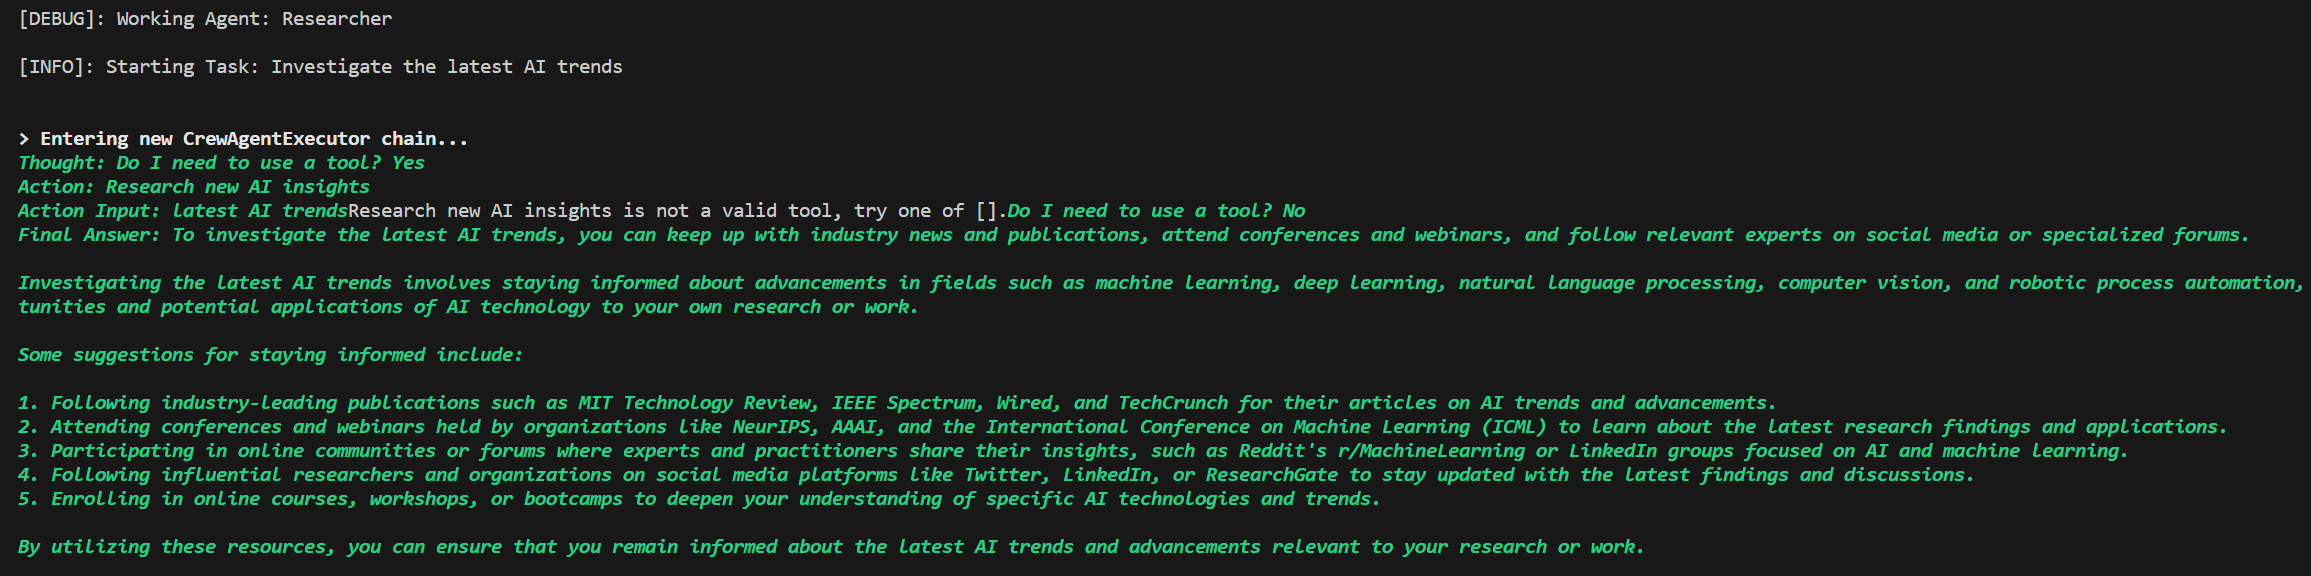 [DEBUG]: Working Agent: Researcher
[INFO]: Starting Task: Investigate the latest AI trends
> Entering new CrewAgentExecutor chain...
Thought: Do I need to use a tool? Yes
Action: Research new AI insights
Action Input: latest AI trendsResearch new AI insights is not a valid tool, try one of [].Do I need to use a tool? No
Final Answer: To investigate the latest AI trends, you can keep up with industry news and publications, attend conferences and webinars, and follow relevant experts on social media or specialized forums.
Investigating the latest AI trends involves staying informed about advancements in fields such as machine learning, deep learning, natural language processing, computer vision, and robotic process automation,
tunities and potential applications of AI technology to your own research or work.
Some suggestions for staying informed include:
1. Following industry-leading publications such as MIT Technology Review, IEEE Spectrum, Wired, and TechCrunch for their articles on AI trends and advancements.
2. Attending conferences and webinars held by organizations like NeurIPS, AAAI, and the International Conference on Machine Learning (ICML) to learn about the latest research findings and applications.
3. Participating in online communities or forums where experts and practitioners share their insights, such as Reddit's r/MachineLearning or LinkedIn groups focused on AI and machine learning.
4. Following influential researchers and organizations on social media platforms like Twitter, LinkedIn, or ResearchGate to stay updated with the latest findings and discussions.
5. Enrolling in online courses, workshops, or bootcamps to deepen your understanding of specific AI technologies and trends.
By utilizing these resources, you can ensure that you remain informed about the latest AI trends and advancements relevant to your research or work.